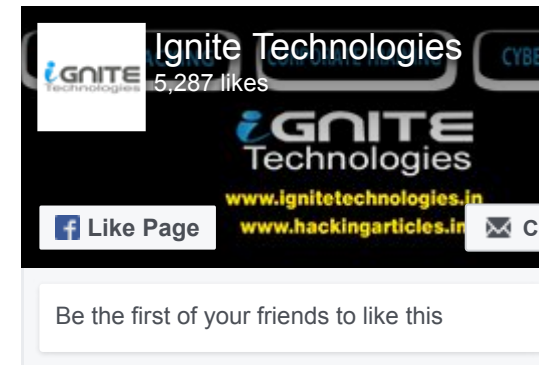 Ignite Technologies
5,287 likes
iGNITE
Technologies
CYBE
iGNITE
Technologies
www.ignitetechnologies.in
www.hackingarticles.in
Like Page
C
Be the first of your friends to like this